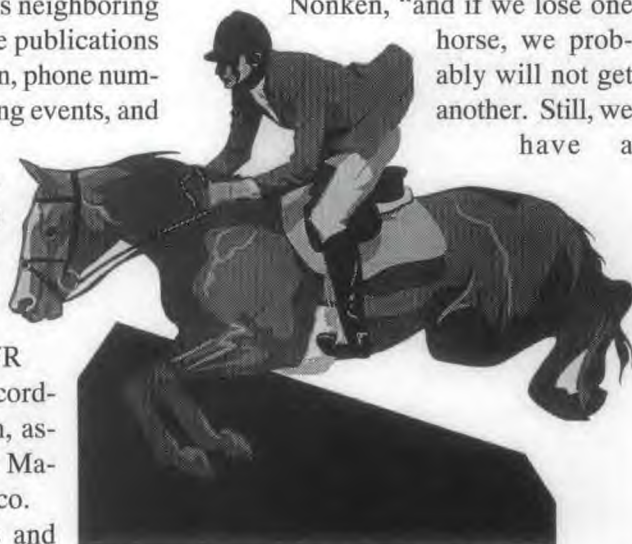 s neighboring
e publications
n, phone num-
ng events, and
VR
cord-
n, as-
Ma-
co.
and
Nonken, “and if we lose one
horse, we prob-
ably will not get
another. Still, we
have a